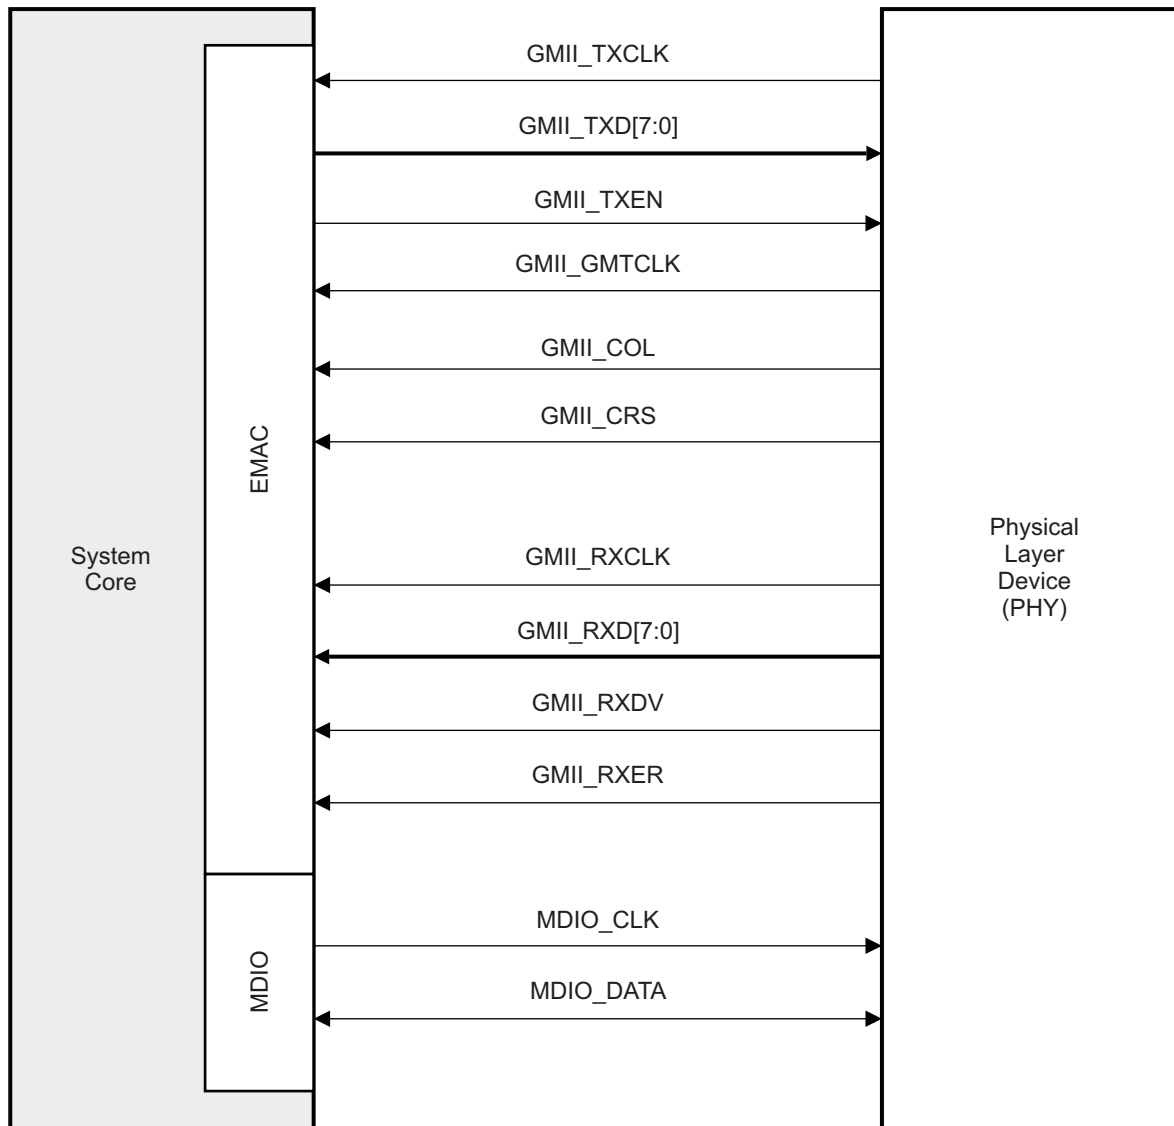 GMII_TXCLK
GMII_TXD[7:0]
GMII_TXEN
GMII_GMTCLK
GMII_COL
GMII_CRS
EMAC
System
Core
GMII_RXCLK
GMII_RXD[7:0]
GMII_RXDV
GMII_RXER
Physical
Layer
Device
(PHY)
MDIO
MDIO_CLK
MDIO_DATA